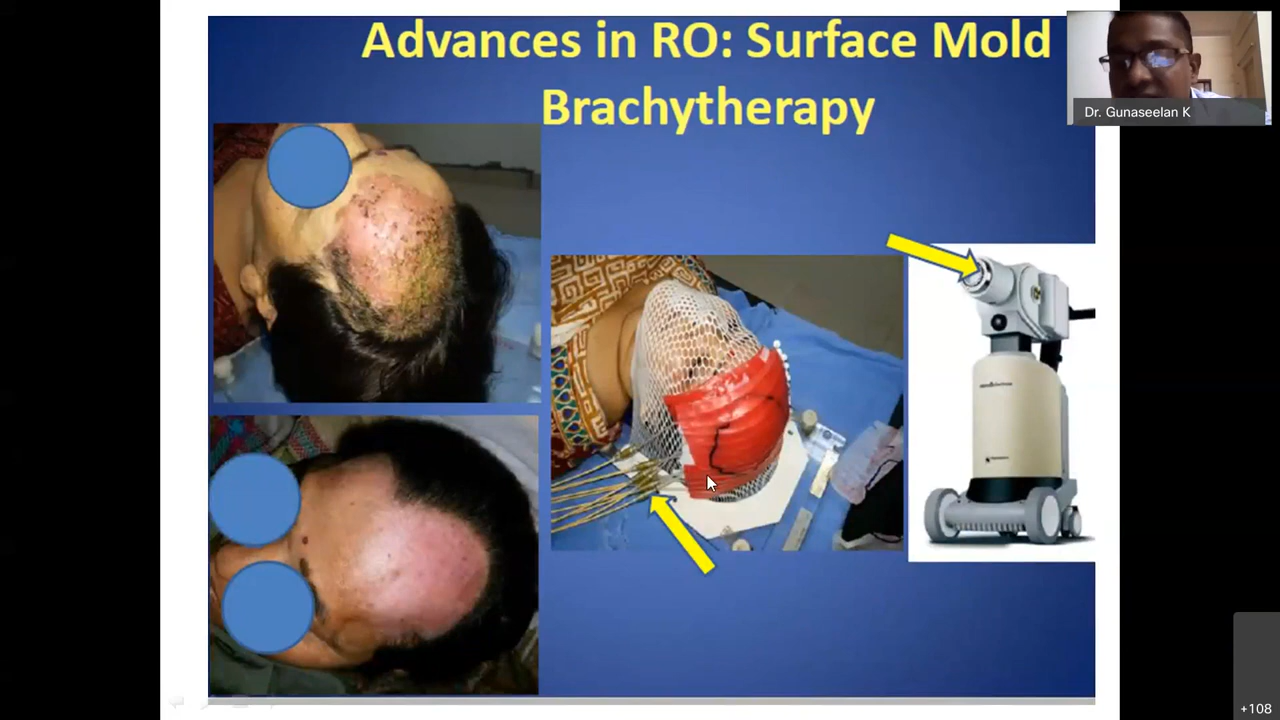 Advances in RO: Surface Mold
Brachytherapy
Dr. Gunaseelan K
+108